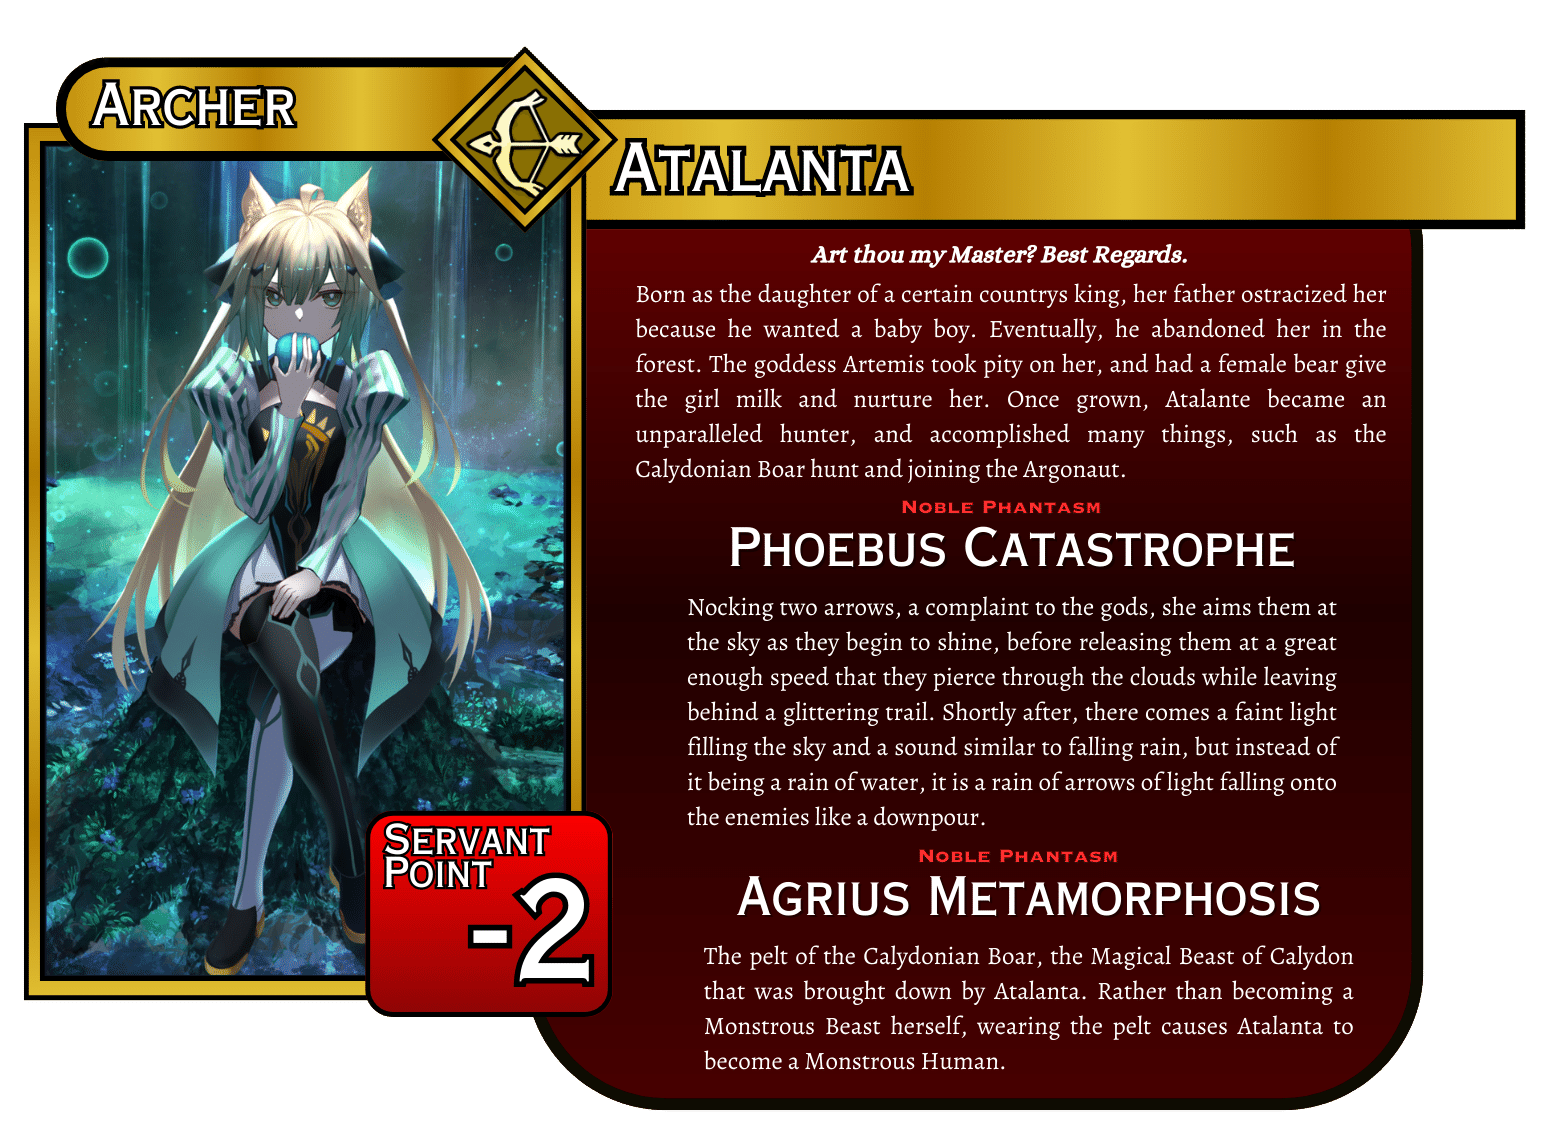 Archer
Atalanta
Art thou my Master? Best Regards.
Born as the daughter of a certain countrys king, her father ostracized her
because he wanted a baby boy. Eventually, he abandoned her in the
forest. The goddess Artemis took pity on her, and had a female bear give
the girl milk and nurture her. Once grown, Atalante became an
unparalleled hunter, and accomplished many things, such as the
Calydonian Boar hunt and joining the Argonaut.
Noble Phantasm
Phoebus Catastrophe
Nocking two arrows, a complaint to the gods, she aims them at
the sky as they begin to shine, before releasing them at a great
enough speed that they pierce through the clouds while leaving
behind a glittering trail. Shortly after, there comes a faint light
filling the sky and a sound similar to falling rain, but instead of
it being a rain of water, it is a rain of arrows of light falling onto
the enemies like a downpour.
Noble Phantasm
Agrius Metamorphosis
The pelt of the Calydonian Boar, the Magical Beast of Calydon
that was brought down by Atalanta. Rather than becoming a
Monstrous Beast herself, wearing the pelt causes Atalanta to
become a Monstrous Human.
Servant
Point
-2